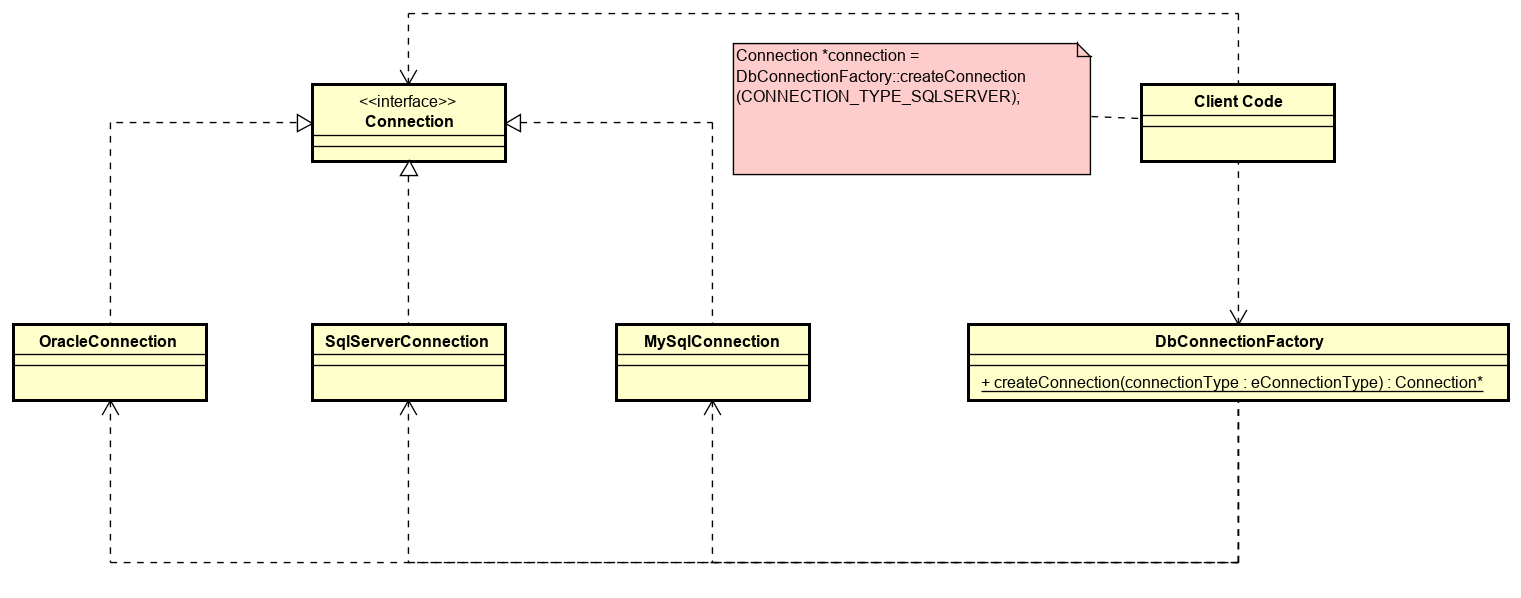 Connection *connection =
DbConnectionFactory::createConnection
(CONNECTION_TYPE_SQLSERVER);
<<interface>>
Connection
Client Code
OracleConnection
SqlServerConnection
MySqlConnection
DbConnectionFactory
+ createConnection(connectionType : eConnectionType) : Connection*